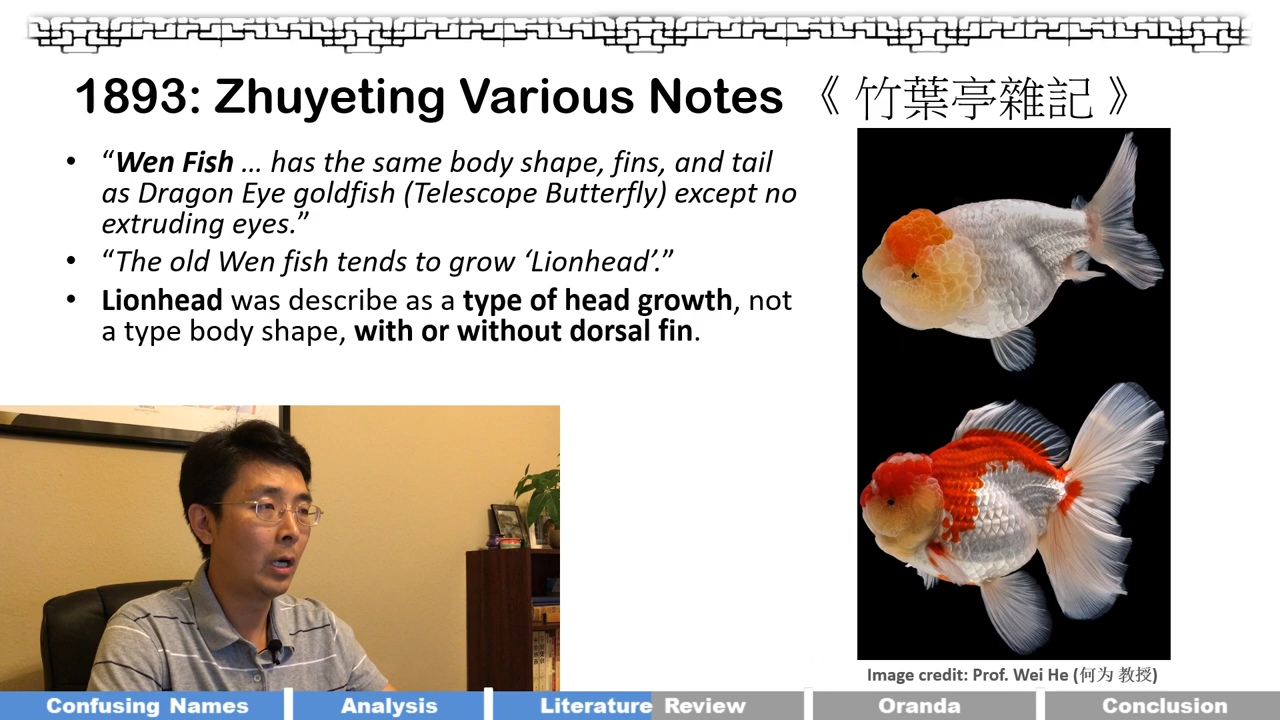 1893: Zhuyeting Various Notes 《 竹葉亭雜記 》
• “Wen Fish … has the same body shape, fins, and tail
as Dragon Eye goldfish (Telescope Butterfly) except no
extruding eyes.”
• “The old Wen fish tends to grow ‘Lionhead’.”
• Lionhead was describe as a type of head growth, not
a type body shape, with or without dorsal fin.
Image credit: Prof. Wei He (何为 教授)
Confusing Names Analysis Literature Review Oranda Conclusion